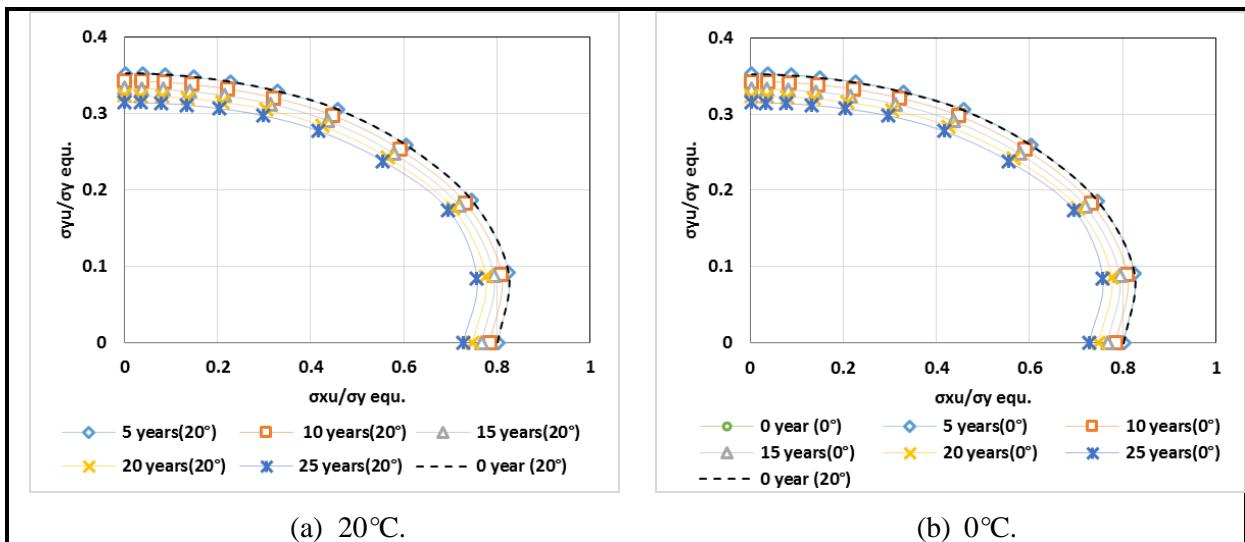 0.4
0.3
0.2
0.1
0
0 0.2 0.4 0.6 0.8 1
σyu/σy equ.
σxu/σy equ.
5 years(20°) 10 years(20°) 15 years(20°)
20 years(20°) 25 years(20°) 0 year (20°)
(a) 20℃.
0.4
0.3
0.2
0.1
0
0 0.2 0.4 0.6 0.8 1
σyu/σy equ.
σxu/σy equ.
0 year (0°) 5 years(0°) 10 years(0°)
15 years(0°) 20 years(0°) 25 years(0°)
0 year (20°)
(b) 0℃.